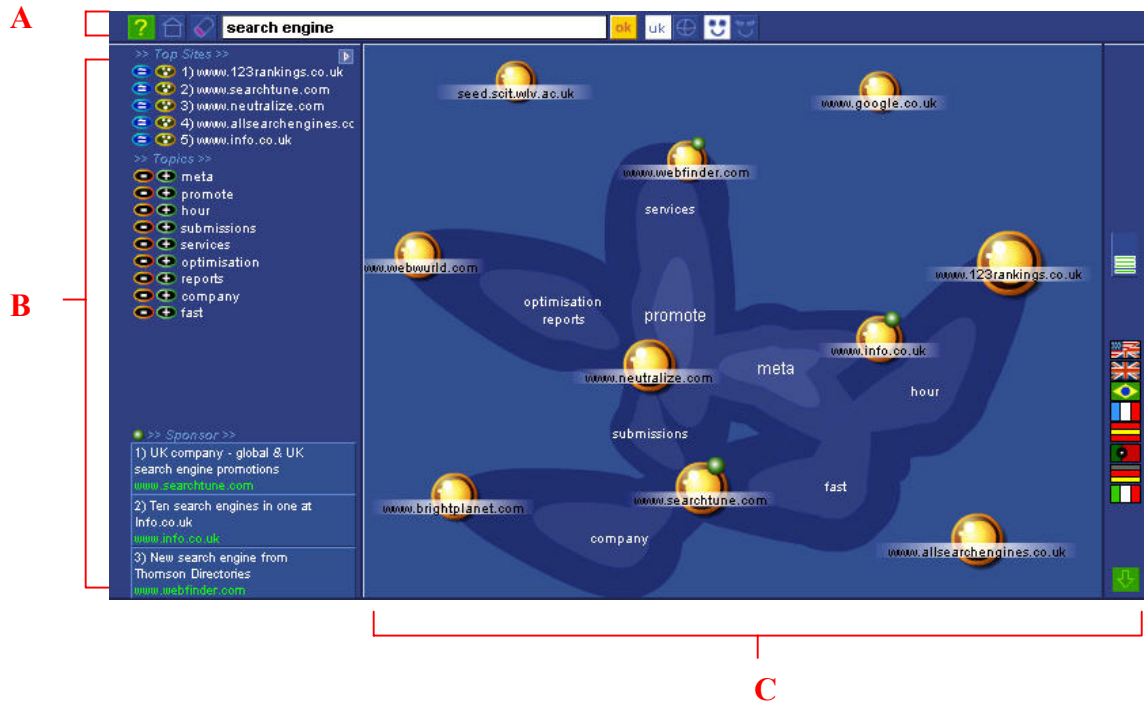 A
?
search engine
ok
uk
B
>> Top Sites >>
1) www.123rankings.co.uk
2) www.searchtune.com
3) www.neutralize.com
4) www.allsearchengines.cc
5) www.info.co.uk
>> Topics >>
meta
promote
hour
submissions
services
optimisation
reports
company
fast
>> Sponsor >>
1) UK company - global & UK
search engine promotions
www.searchtune.com
2) Ten search engines in one at
Info.co.uk
www.info.co.uk
3) New search engine from
Thomson Directories
www.webfinder.com
seed.scit.wlv.ac.uk
www.google.co.uk
www.webfinder.com
services
www.webwurld.com
www.123rankings.co.uk
optimisation
reports
promote
www.info.co.uk
meta
www.neutralize.com
hour
submissions
fast
www.searchtune.com
www.brightplanet.com
company
www.allsearchengines.co.uk
C